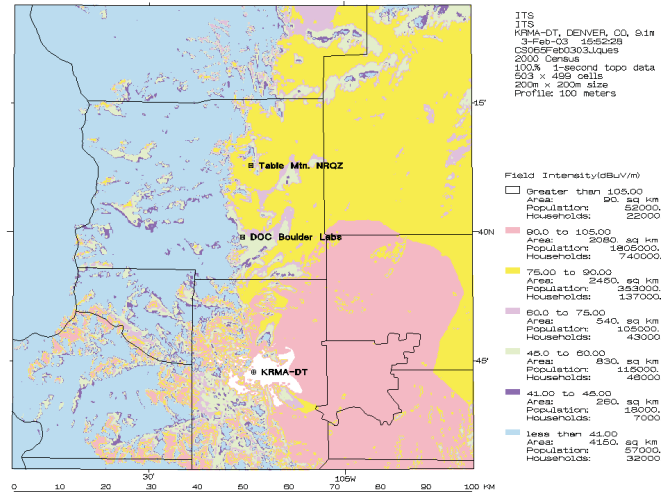 ITS
ITS
KRMA-DT, DENVER, CO, 9.1m
3-Feb-03 15:52:28
CS065Feb0303Jques
2000 Census
100.% 1-second topo data
503 x 499 cells
200m x 200m size
Profile: 100 meters
15'
Table Mtn. NRQZ
DOC Boulder Labs
40N
45'
KRMA-DT
30'
105W
0 10 20 30 40 50 60 70 80 90 100 KM
Field Intensity(dBuV/m)
Greater than 105.00
Area: 90. sq km
Population: 52000.
Households: 22000
90.0 to 105.00
Area: 2080. sq km
Population: 1805000.
Households: 740000.
75.00 to 90.00
Area: 2450. sq km
Population: 353000.
Households: 137000.
60.0 to 75.00
Area: 540. sq km
Population: 105000.
Households: 43000
48.0 to 60.00
Area: 830. sq km
Population: 115000.
Households: 46000
41.00 to 48.00
Area: 260. sq km
Population: 18000.
Households: 7000
less than 41.00
Area: 4150. sq km
Population: 57000.
Households: 32000